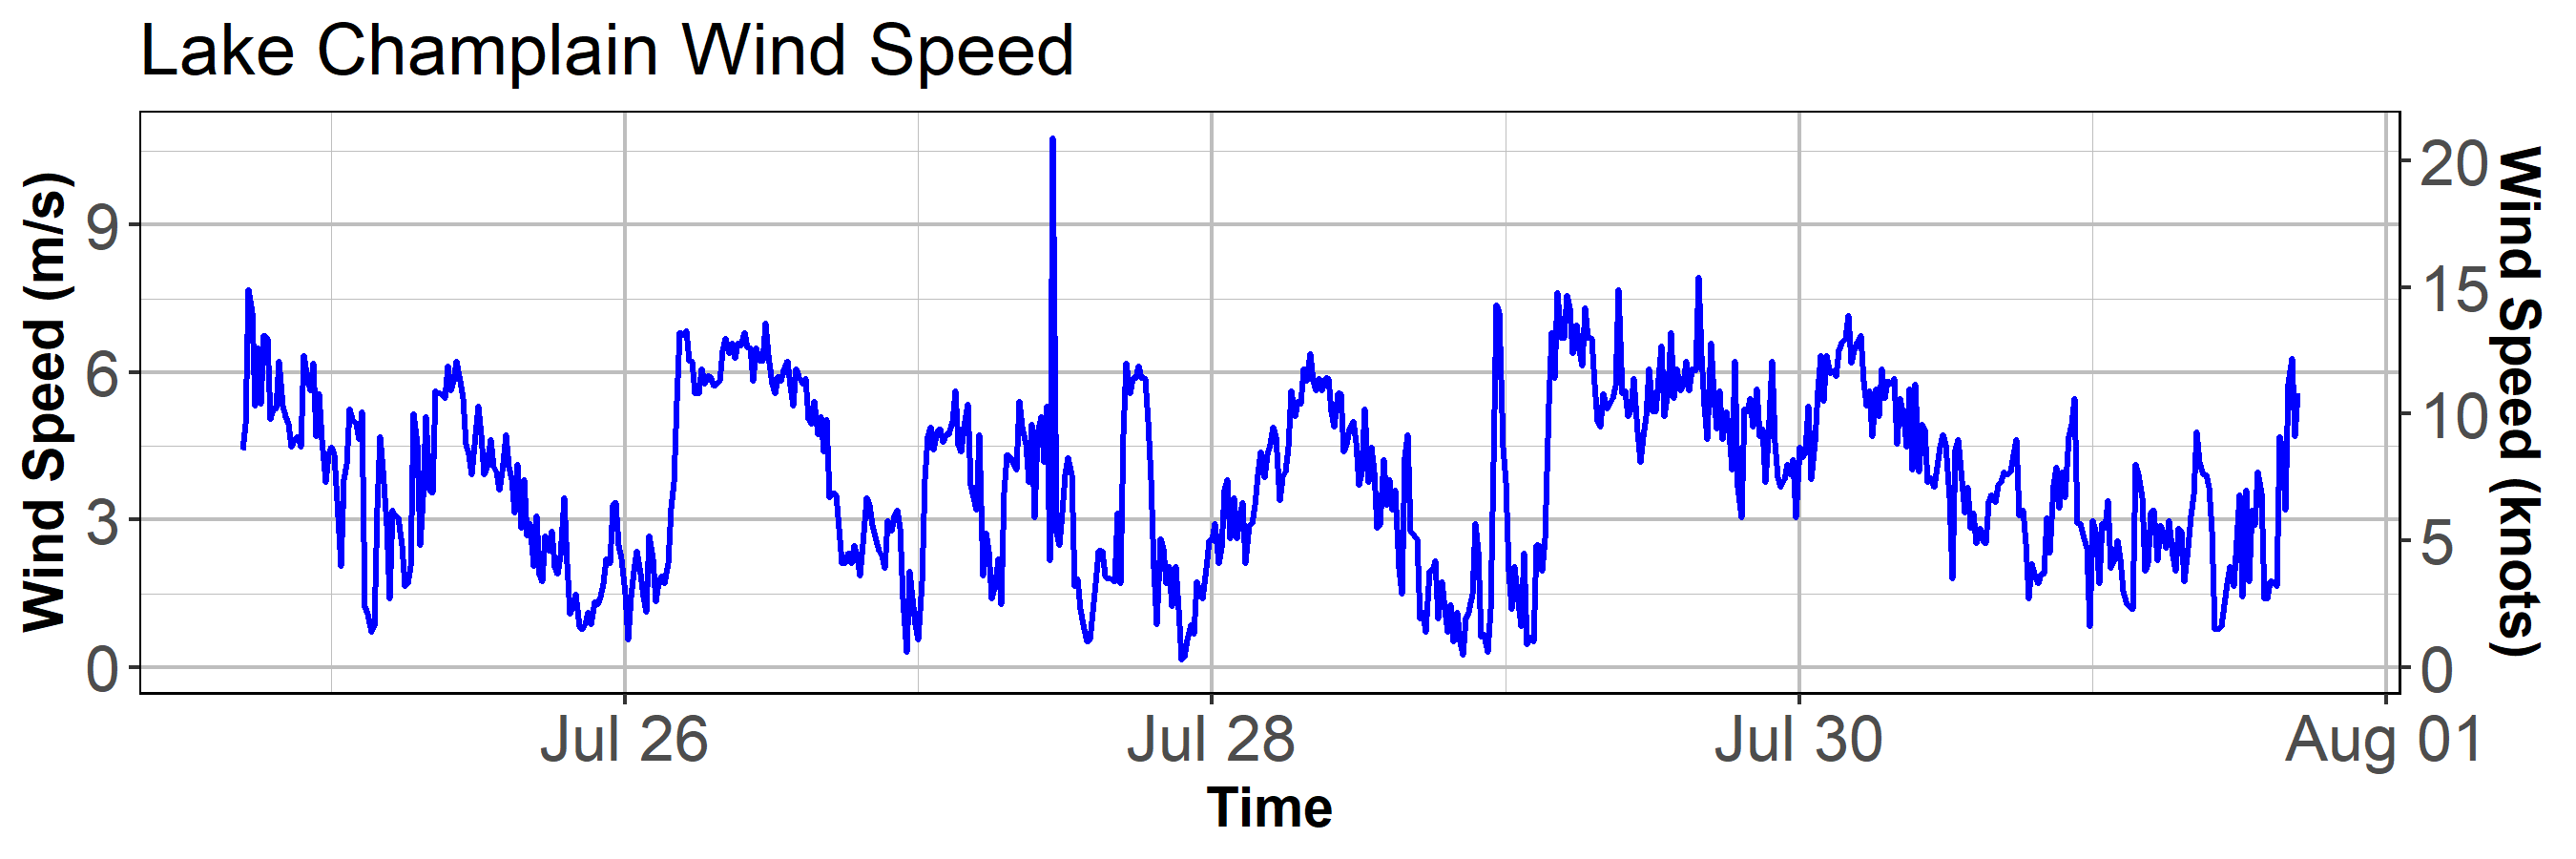 Lake Champlain Wind Speed
Wind Speed (m/s)
9
6
3
0
20
15
10
5
0
Wind Speed (knots)
Jul 26
Jul 28
Jul 30
Aug 01
Time